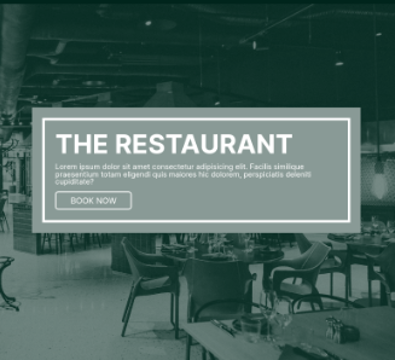 THE RESTAURANT
Lorem ipsum dolor sit amet consectetur adipisicing elit. Facilis similique
praesentium totam eligendi quis maiores hic dolorem, perspiciatis deleniti
cupiditate?
BOOK NOW